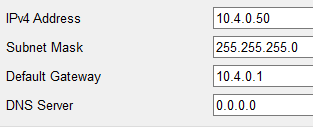 IPv4 Address 10.4.0.50
Subnet Mask 255.255.255.0
Default Gateway 10.4.0.1
DNS Server 0.0.0.0